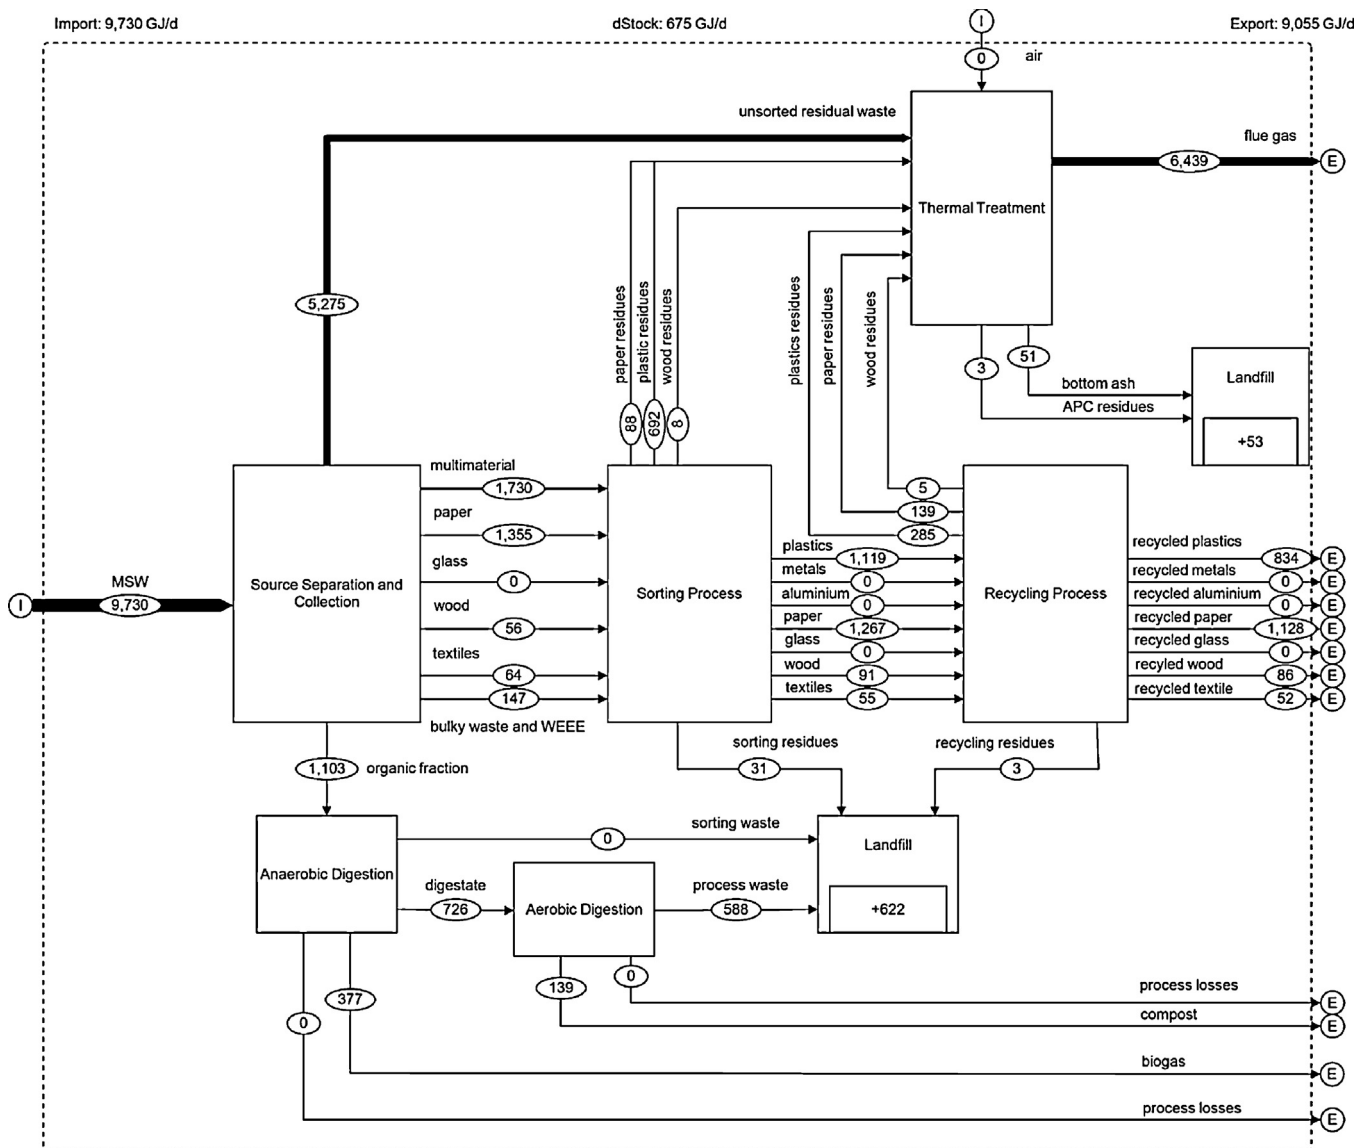 Import: 9,730 GJ/d
dStock: 675 GJ/d
Export: 9,055 GJ/d
I
0
air
unsorted residual waste
flue gas
6,439
E
Thermal Treatment
5,275
paper residues
plastic residues
wood residues
plastics residues
paper residues
wood residues
3
51
bottom ash
APC residues
Landfill
+53
88
692
8
multimaterial
1,730
paper
1,355
glass
0
wood
56
textiles
64
147
bulky waste and WEEE
I
MSW
9,730
Source Separation and
Collection
Sorting Process
5
139
285
plastics
1,119
metals
0
aluminium
0
paper
1,267
glass
0
wood
91
textiles
55
Recycling Process
recycled plastics
834
E
recycled metals
0
E
recycled aluminium
0
E
recycled paper
1,128
E
recycled glass
0
E
recyled wood
86
E
recycled textile
52
E
1,103
organic fraction
sorting residues
31
recycling residues
3
Anaerobic Digestion
sorting waste
0
Landfill
+622
digestate
726
Aerobic Digestion
process waste
588
139
0
377
0
process losses
E
compost
E
biogas
E
process losses
E